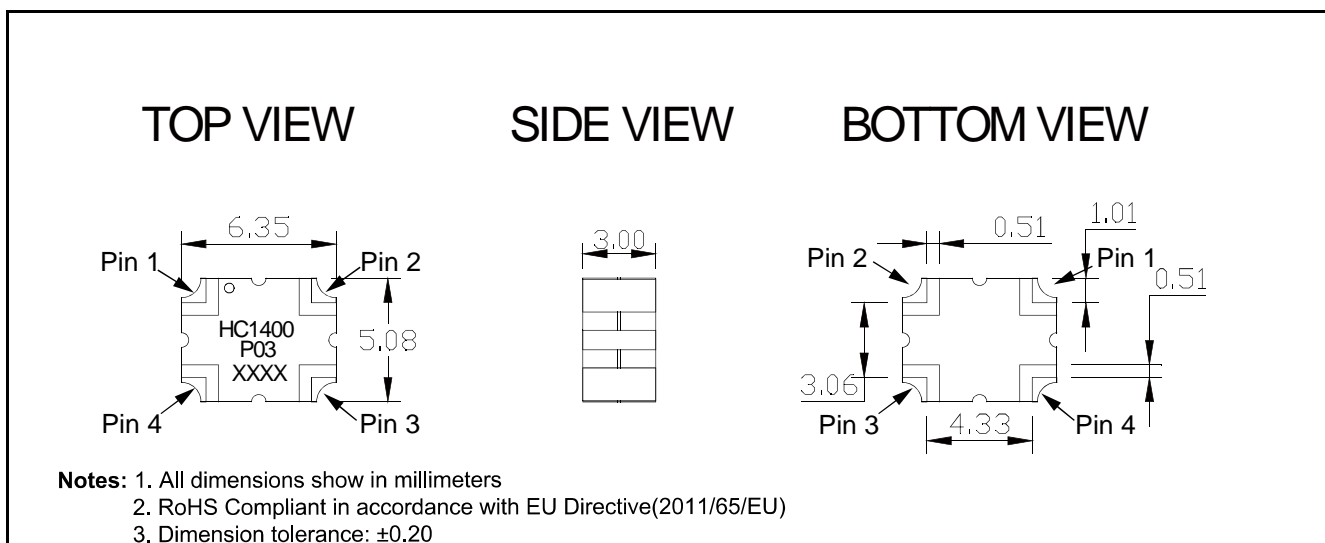 TOP VIEW
SIDE VIEW
BOTTOM VIEW
6.35
Pin 1
Pin 2
HC1400
P03
XXXX
5.08
Pin 4
Pin 3
3.00
0.51
1.01
Pin 2
Pin 1
0.51
3.06
Pin 3
4.33
Pin 4
Notes: 1. All dimensions show in millimeters
2. RoHS Compliant in accordance with EU Directive(2011/65/EU)
3. Dimension tolerance: ±0.20